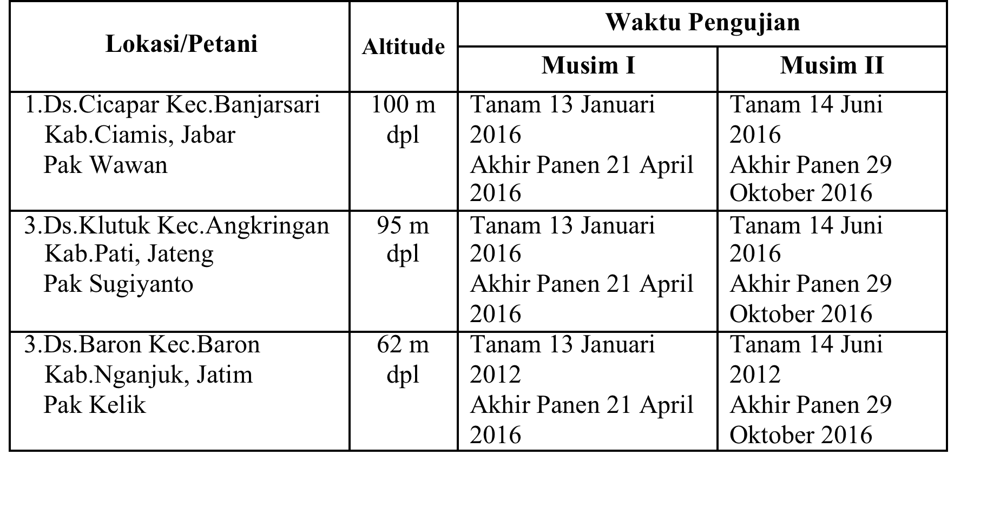 Lokasi/Petani
Altitude
Waktu Pengujian
Musim I
Musim II
1.Ds.Cicapar Kec.Banjarsari
Kab.Ciamis, Jabar
Pak Wawan
100 m
dpl
Tanam 13 Januari
2016
Akhir Panen 21 April
2016
Tanam 14 Juni
2016
Akhir Panen 29
Oktober 2016
3.Ds.Klutuk Kec.Angkringan
Kab.Pati, Jateng
Pak Sugiyanto
95 m
dpl
Tanam 13 Januari
2016
Akhir Panen 21 April
2016
Tanam 14 Juni
2016
Akhir Panen 29
Oktober 2016
3.Ds.Baron Kec.Baron
Kab.Nganjuk, Jatim
Pak Kelik
62 m
dpl
Tanam 13 Januari
2012
Akhir Panen 21 April
2016
Tanam 14 Juni
2012
Akhir Panen 29
Oktober 2016